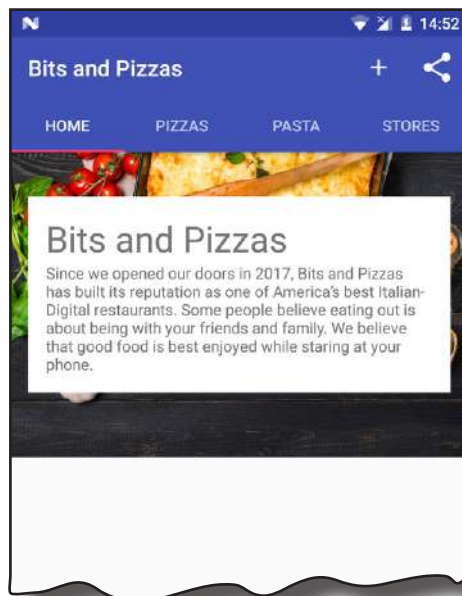 14:52
Bits and Pizzas +
HOME PIZZAS PASTA STORES
Bits and Pizzas
Since we opened our doors in 2017, Bits and Pizzas
has built its reputation as one of America's best Italian-
Digital restaurants. Some people believe eating out is
about being with your friends and family. We believe
that good food is best enjoyed while staring at your
phone.